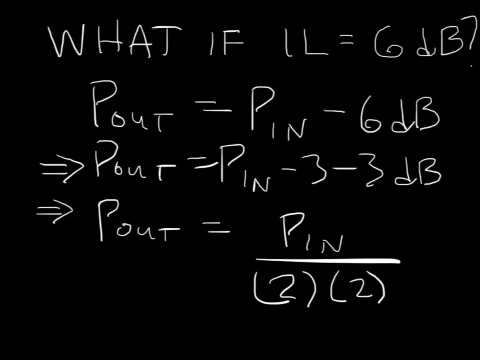 WHAT IF IL = 6dB?
POUT = PIN - 6dB
⇒ POUT = PIN - 3 - 3dB
⇒ POUT = PIN / (2)(2)